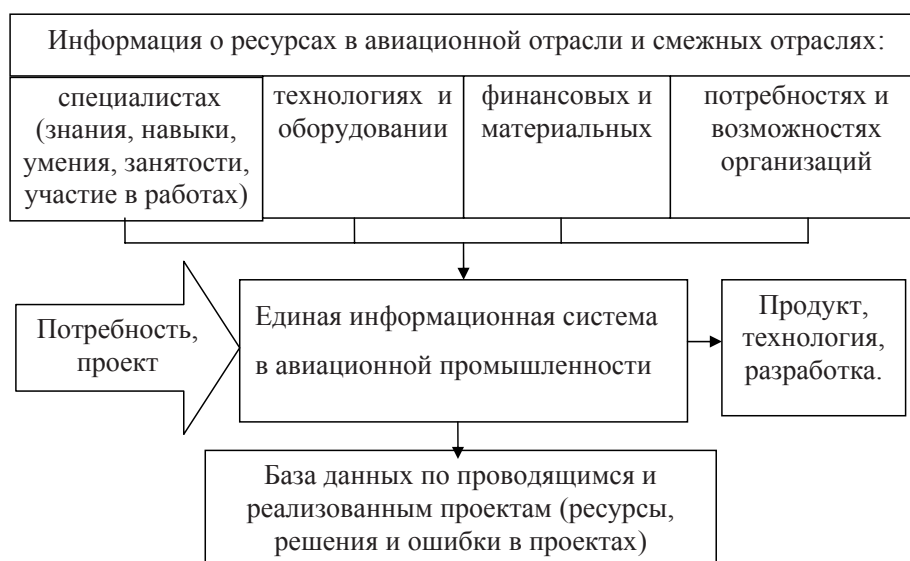 Информация о ресурсах в авиационной отрасли и смежных отраслях:
специалистах
(знания, навыки,
умения, занятости,
участие в работах)
технологиях и
оборудовании
финансовых и
материальных
потребностях и
возможностях
организаций
Потребность,
проект
Единая информационная система
в авиационной промышленности
Продукт,
технология,
разработка.
База данных по проводящимся и
реализованным проектам (ресурсы,
решения и ошибки в проектах)